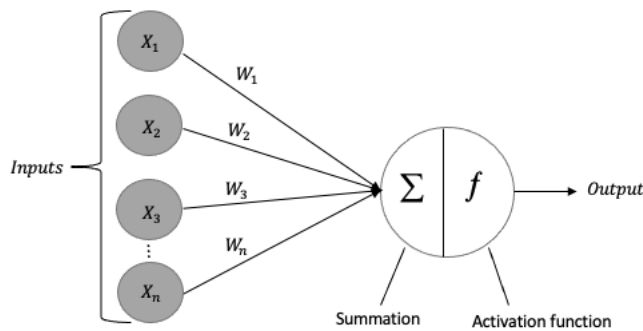 X₁
W₁
X₂
W₂
Inputs
W₃
Σ
f
Output
X₃
Wₙ
Xₙ
Summation
Activation function